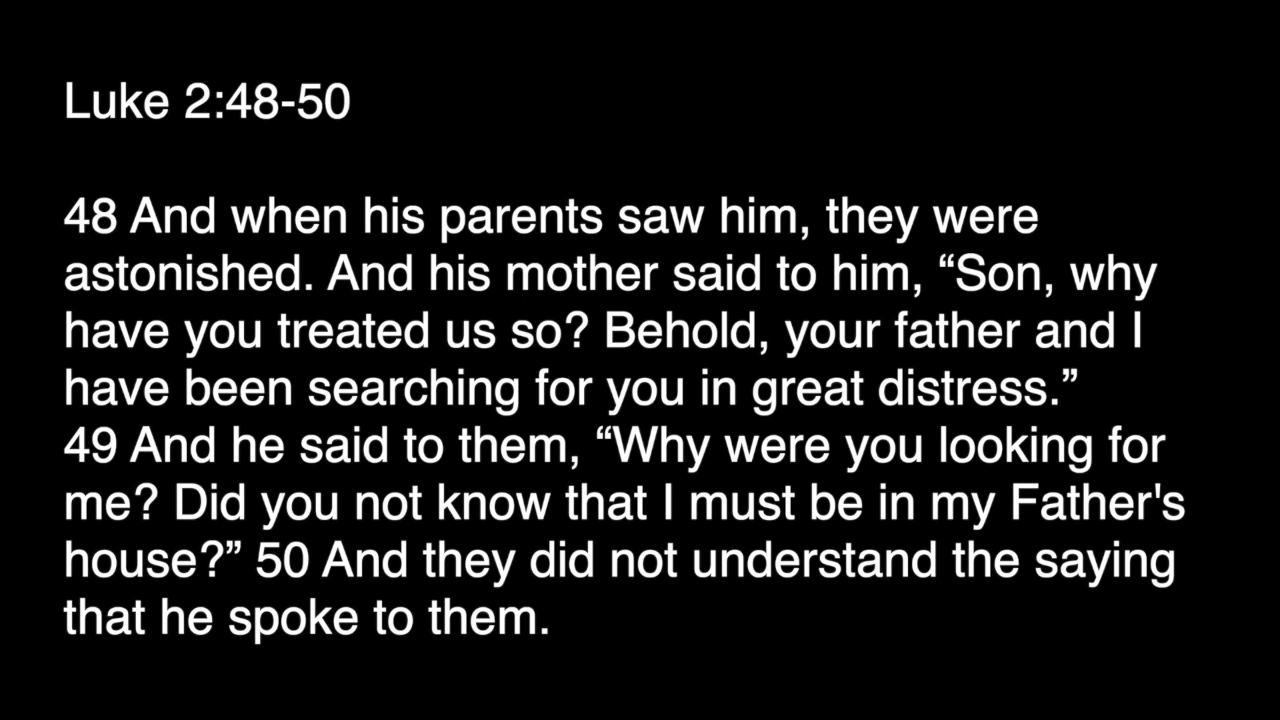 Luke 2:48-50
48 And when his parents saw him, they were
astonished. And his mother said to him, “Son, why
have you treated us so? Behold, your father and I
have been searching for you in great distress.”
49 And he said to them, “Why were you looking for
me? Did you not know that I must be in my Father's
house?” 50 And they did not understand the saying
that he spoke to them.